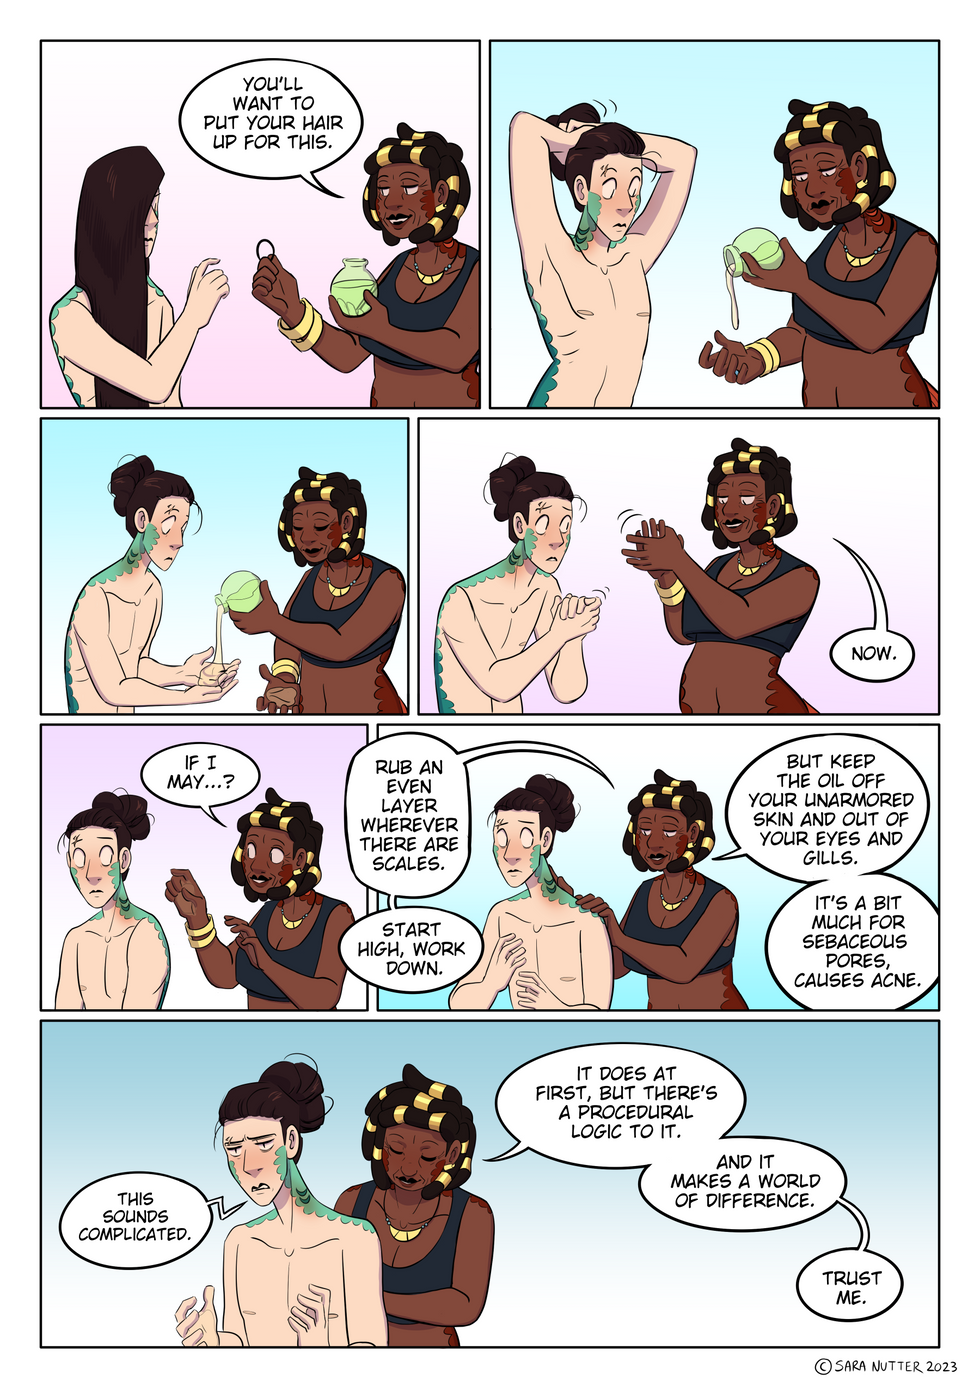 YOU'LL
WANT TO
PUT YOUR HAIR
UP FOR THIS.
NOW.
IF I
MAY...?
RUB AN
EVEN
LAYER
WHEREVER
THERE ARE
SCALES.
START
HIGH, WORK
DOWN.
BUT KEEP
THE OIL OFF
YOUR UNARMORED
SKIN AND OUT OF
YOUR EYES AND
GILLS.
IT'S A BIT
MUCH FOR
SEBACEOUS
PORES,
CAUSES ACNE.
THIS
SOUNDS
COMPLICATED.
IT DOES AT
FIRST, BUT THERE'S
A PROCEDURAL
LOGIC TO IT.
AND IT
MAKES A WORLD
OF DIFFERENCE.
TRUST
ME.
© SARA NUTTER 2023